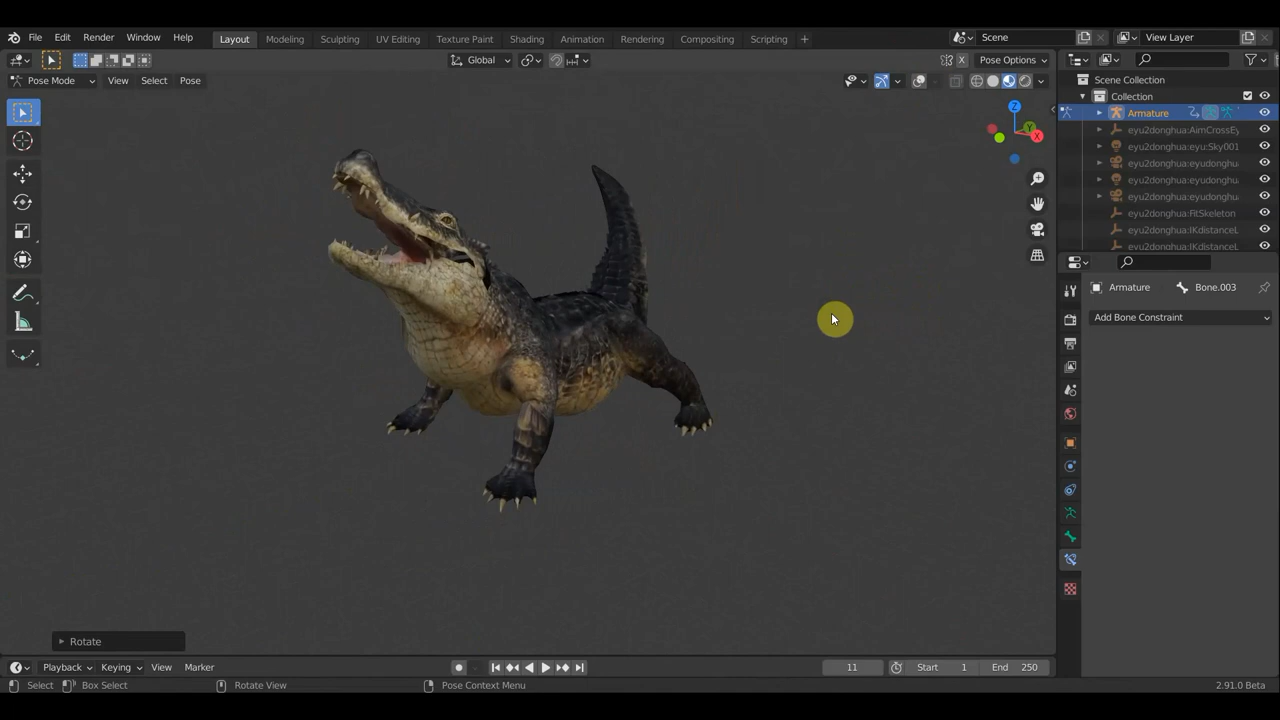 File Edit Render Window Help Layout Modeling Sculpting UV Editing Texture Paint Shading Animation Rendering Compositing Scripting + Scene View Layer
Global Pose Options
Pose Mode View Select Pose
X
Z
Y
X
Scene Collection
Collection
Armature
eyu2donghua:AimCrossEy
eyu2donghua:eyu:Sky001
eyu2donghua:eyudonghu
eyu2donghua:eyudonghu
eyu2donghua:eyudonghu
eyu2donghua:FitSkeleton
eyu2donghua:IKdistanceL
eyu2donghua:IKdistanceL
Armature Bone.003
Add Bone Constraint
Rotate
Playback Keying View Marker 11 Start 1 End 250
Select Box Select Rotate View Pose Context Menu 2.91.0 Beta